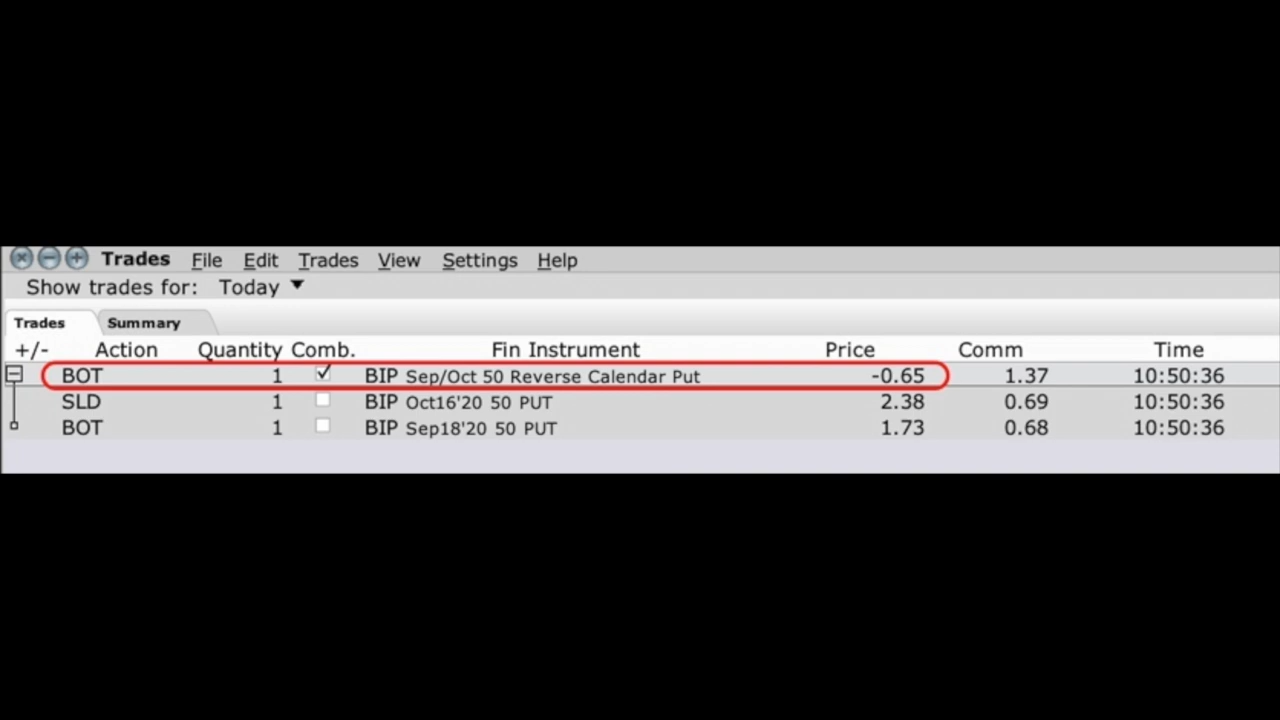 Trades File Edit Trades View Settings Help
Show trades for: Today
Trades Summary
+/- Action Quantity Comb. Fin Instrument Price Comm Time
BOT 1 BIP Sep/Oct 50 Reverse Calendar Put -0.65 1.37 10:50:36
SLD 1 BIP Oct16'20 50 PUT 2.38 0.69 10:50:36
BOT 1 BIP Sep18'20 50 PUT 1.73 0.68 10:50:36